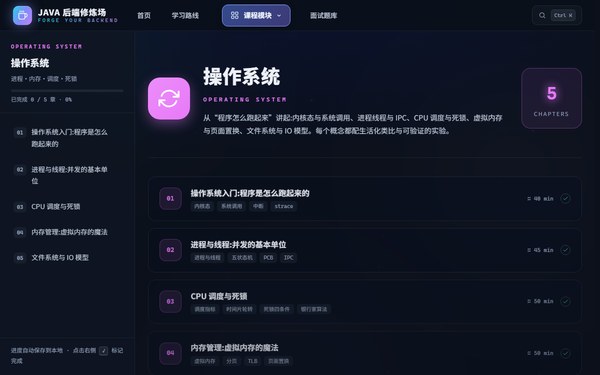 JAVA 后端修炼场
FORGE YOUR BACKEND
首页
学习路线
课程模块
面试题库
Ctrl K
OPERATING SYSTEM
操作系统
进程・内存・调度・死锁
已完成 0 / 5 章 · 0%
01 操作系统入门:程序是怎么
跑起来的
02 进程与线程:并发的基本单
位
03 CPU 调度与死锁
04 内存管理:虚拟内存的魔法
05 文件系统与 IO 模型
进度自动保存到本地 · 点击右侧 ✓ 标记
完成
操作系统
OPERATING SYSTEM
从“程序怎么跑起来”讲起:内核态与系统调用、进程线程与 IPC、CPU 调度与死锁、虚拟内存
与页面置换、文件系统与 IO 模型。每个概念都配生活化类比与可验证的实验。
5
CHAPTERS
01
操作系统入门:程序是怎么跑起来的
内核态 系统调用 中断 strace
40 min
02
进程与线程:并发的基本单位
进程与线程 五状态机 PCB IPC
45 min
03
CPU 调度与死锁
调度指标 时间片轮转 死锁四条件 银行家算法
50 min
04
内存管理:虚拟内存的魔法
虚拟内存 分页 TLB 页面置换
50 min